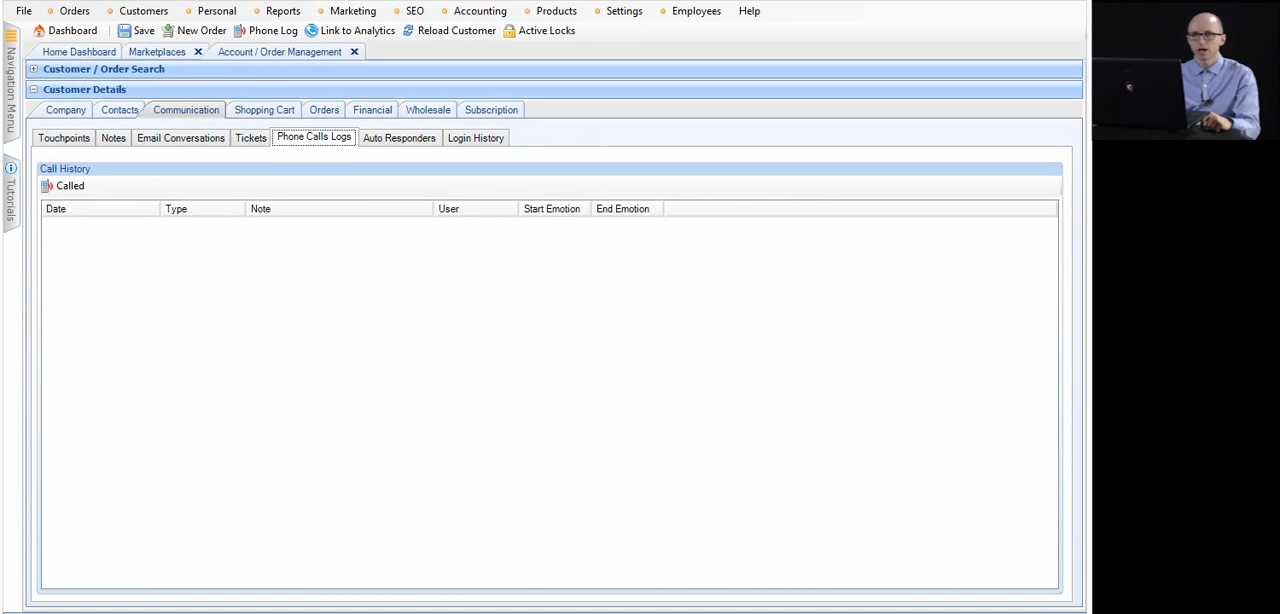 File Orders Customers Personal Reports Marketing SEO Accounting Products Settings Employees Help
Dashboard Save New Order Phone Log Link to Analytics Reload Customer Active Locks
Home Dashboard Marketplaces Account / Order Management
Customer / Order Search
Customer Details
Company Contacts Communication Shopping Cart Orders Financial Wholesale Subscription
Touchpoints Notes Email Conversations Tickets Phone Calls Logs Auto Responders Login History
Call History
Called
Date Type Note User Start Emotion End Emotion
Navigation Menu
Tutorials